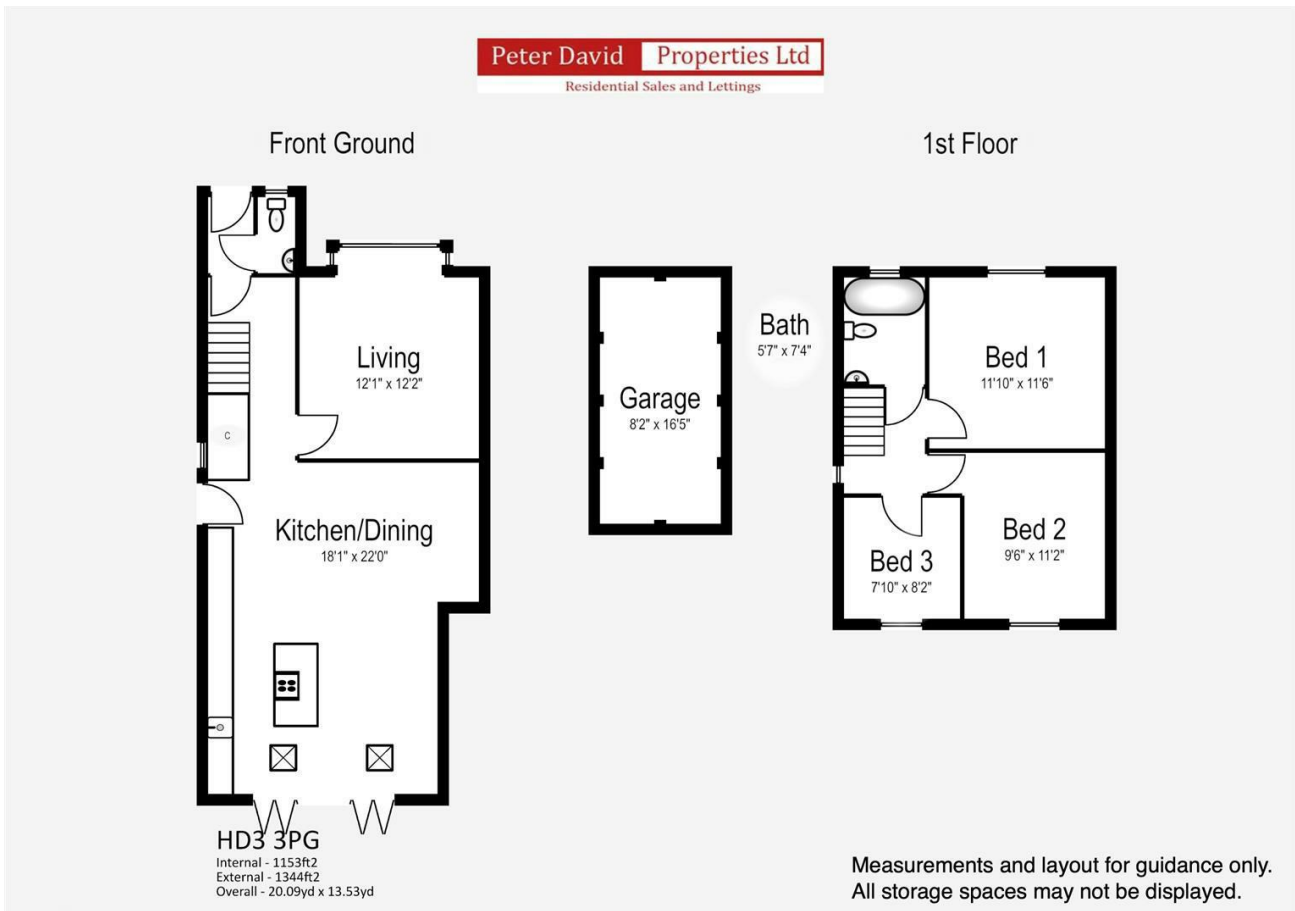 Peter David Properties Ltd
Residential Sales and Lettings
Front Ground
1st Floor
Living
12'1" x 12'2"
C
Kitchen/Dining
18'1" x 22'0"
Garage
8'2" x 16'5"
Bath
5'7" x 7'4"
Bed 1
11'10" x 11'6"
Bed 2
9'6" x 11'2"
Bed 3
7'10" x 8'2"
HD3 3PG
Internal - 1153ft2
External - 1344ft2
Overall - 20.09yd x 13.53yd
Measurements and layout for guidance only.
All storage spaces may not be displayed.